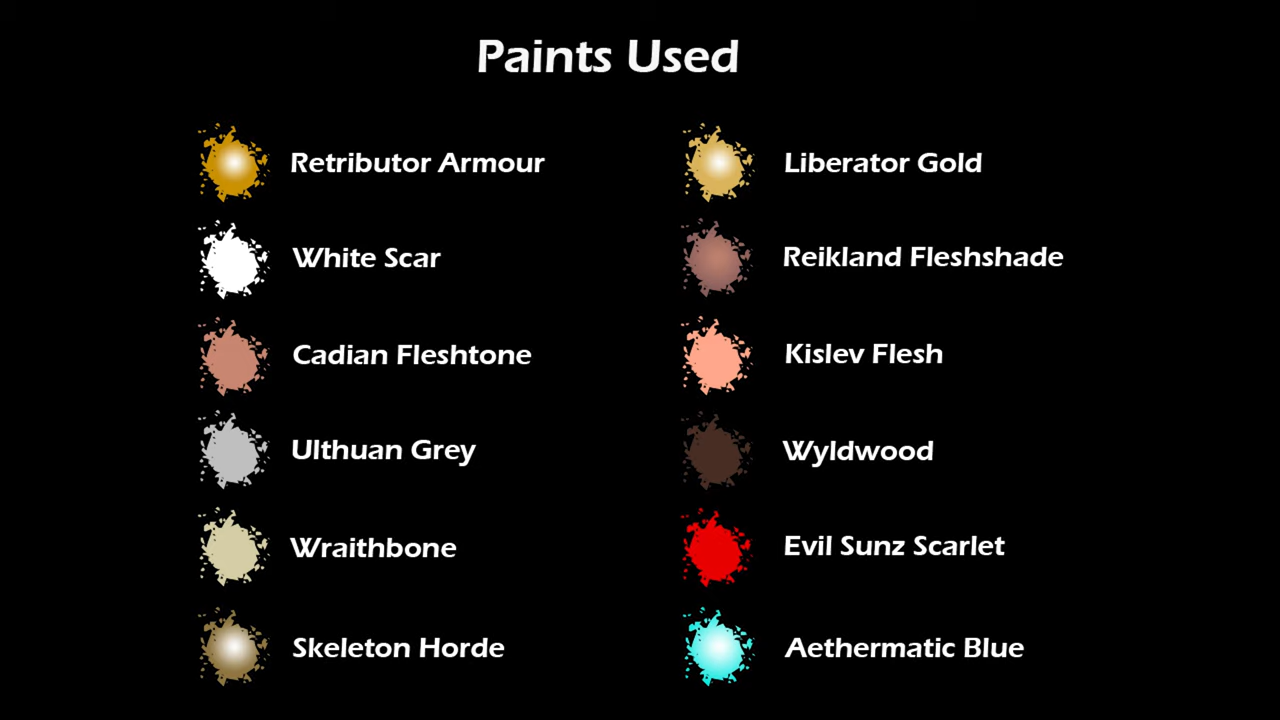 Paints Used
Retributor Armour
Liberator Gold
White Scar
Reikland Fleshshade
Cadian Fleshtone
Kislev Flesh
Ulthuan Grey
Wyldwood
Wraithbone
Evil Sunz Scarlet
Skeleton Horde
Aethermatic Blue